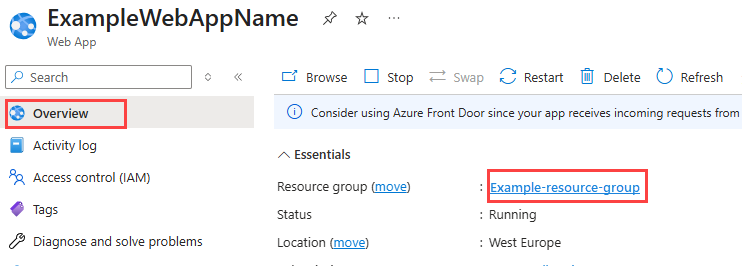 ExampleWebAppName
Web App
Search
Browse Stop Swap Restart Delete Refresh
Overview
Consider using Azure Front Door since your app receives incoming requests from
Activity log
Essentials
Access control (IAM)
Resource group (move) : Example-resource-group
Tags
Status : Running
Diagnose and solve problems
Location (move) : West Europe